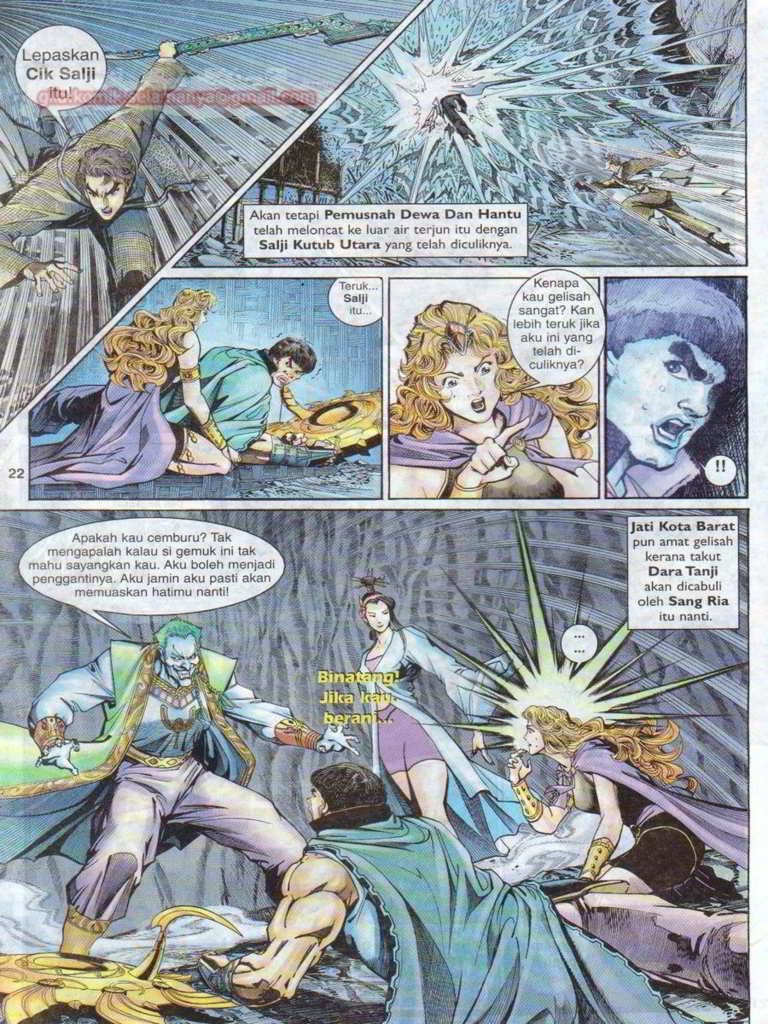 Lepaskan
Cik Salji
itu!
Akan tetapi Pemusnah Dewa Dan Hantu
telah meloncat ke luar air terjun itu dengan
Salji Kutub Utara yang telah diculiknya.
Teruk...
Salji
itu...
Kenapa
kau gelisah
sangat? Kan
lebih teruk jika
aku ini yang
telah di-
culiknya?
!!
22
Apakah kau cemburu? Tak
mengapalah kalau si gemuk ini tak
mahu sayangkan kau. Aku boleh menjadi
penggantinya. Aku jamin aku pasti akan
memuaskan hatimu nanti!
Binatang!
Jika kau
berani...
...
...
Jati Kota Barat
pun amat gelisah
kerana takut
Dara Tanji
akan dicabuli
oleh Sang Ria
itu nanti.